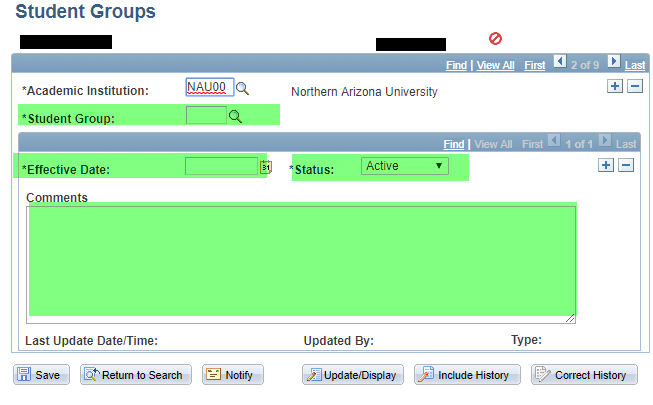 Student Groups
Find | View All First 2 of 9 Last
*Academic Institution: NAU00 Northern Arizona University
*Student Group:
Find | View All First 1 of 1 Last
*Effective Date: 31 *Status: Active
Comments
Last Update Date/Time: Updated By: Type:
Save Return to Search Notify Update/Display Include History Correct History